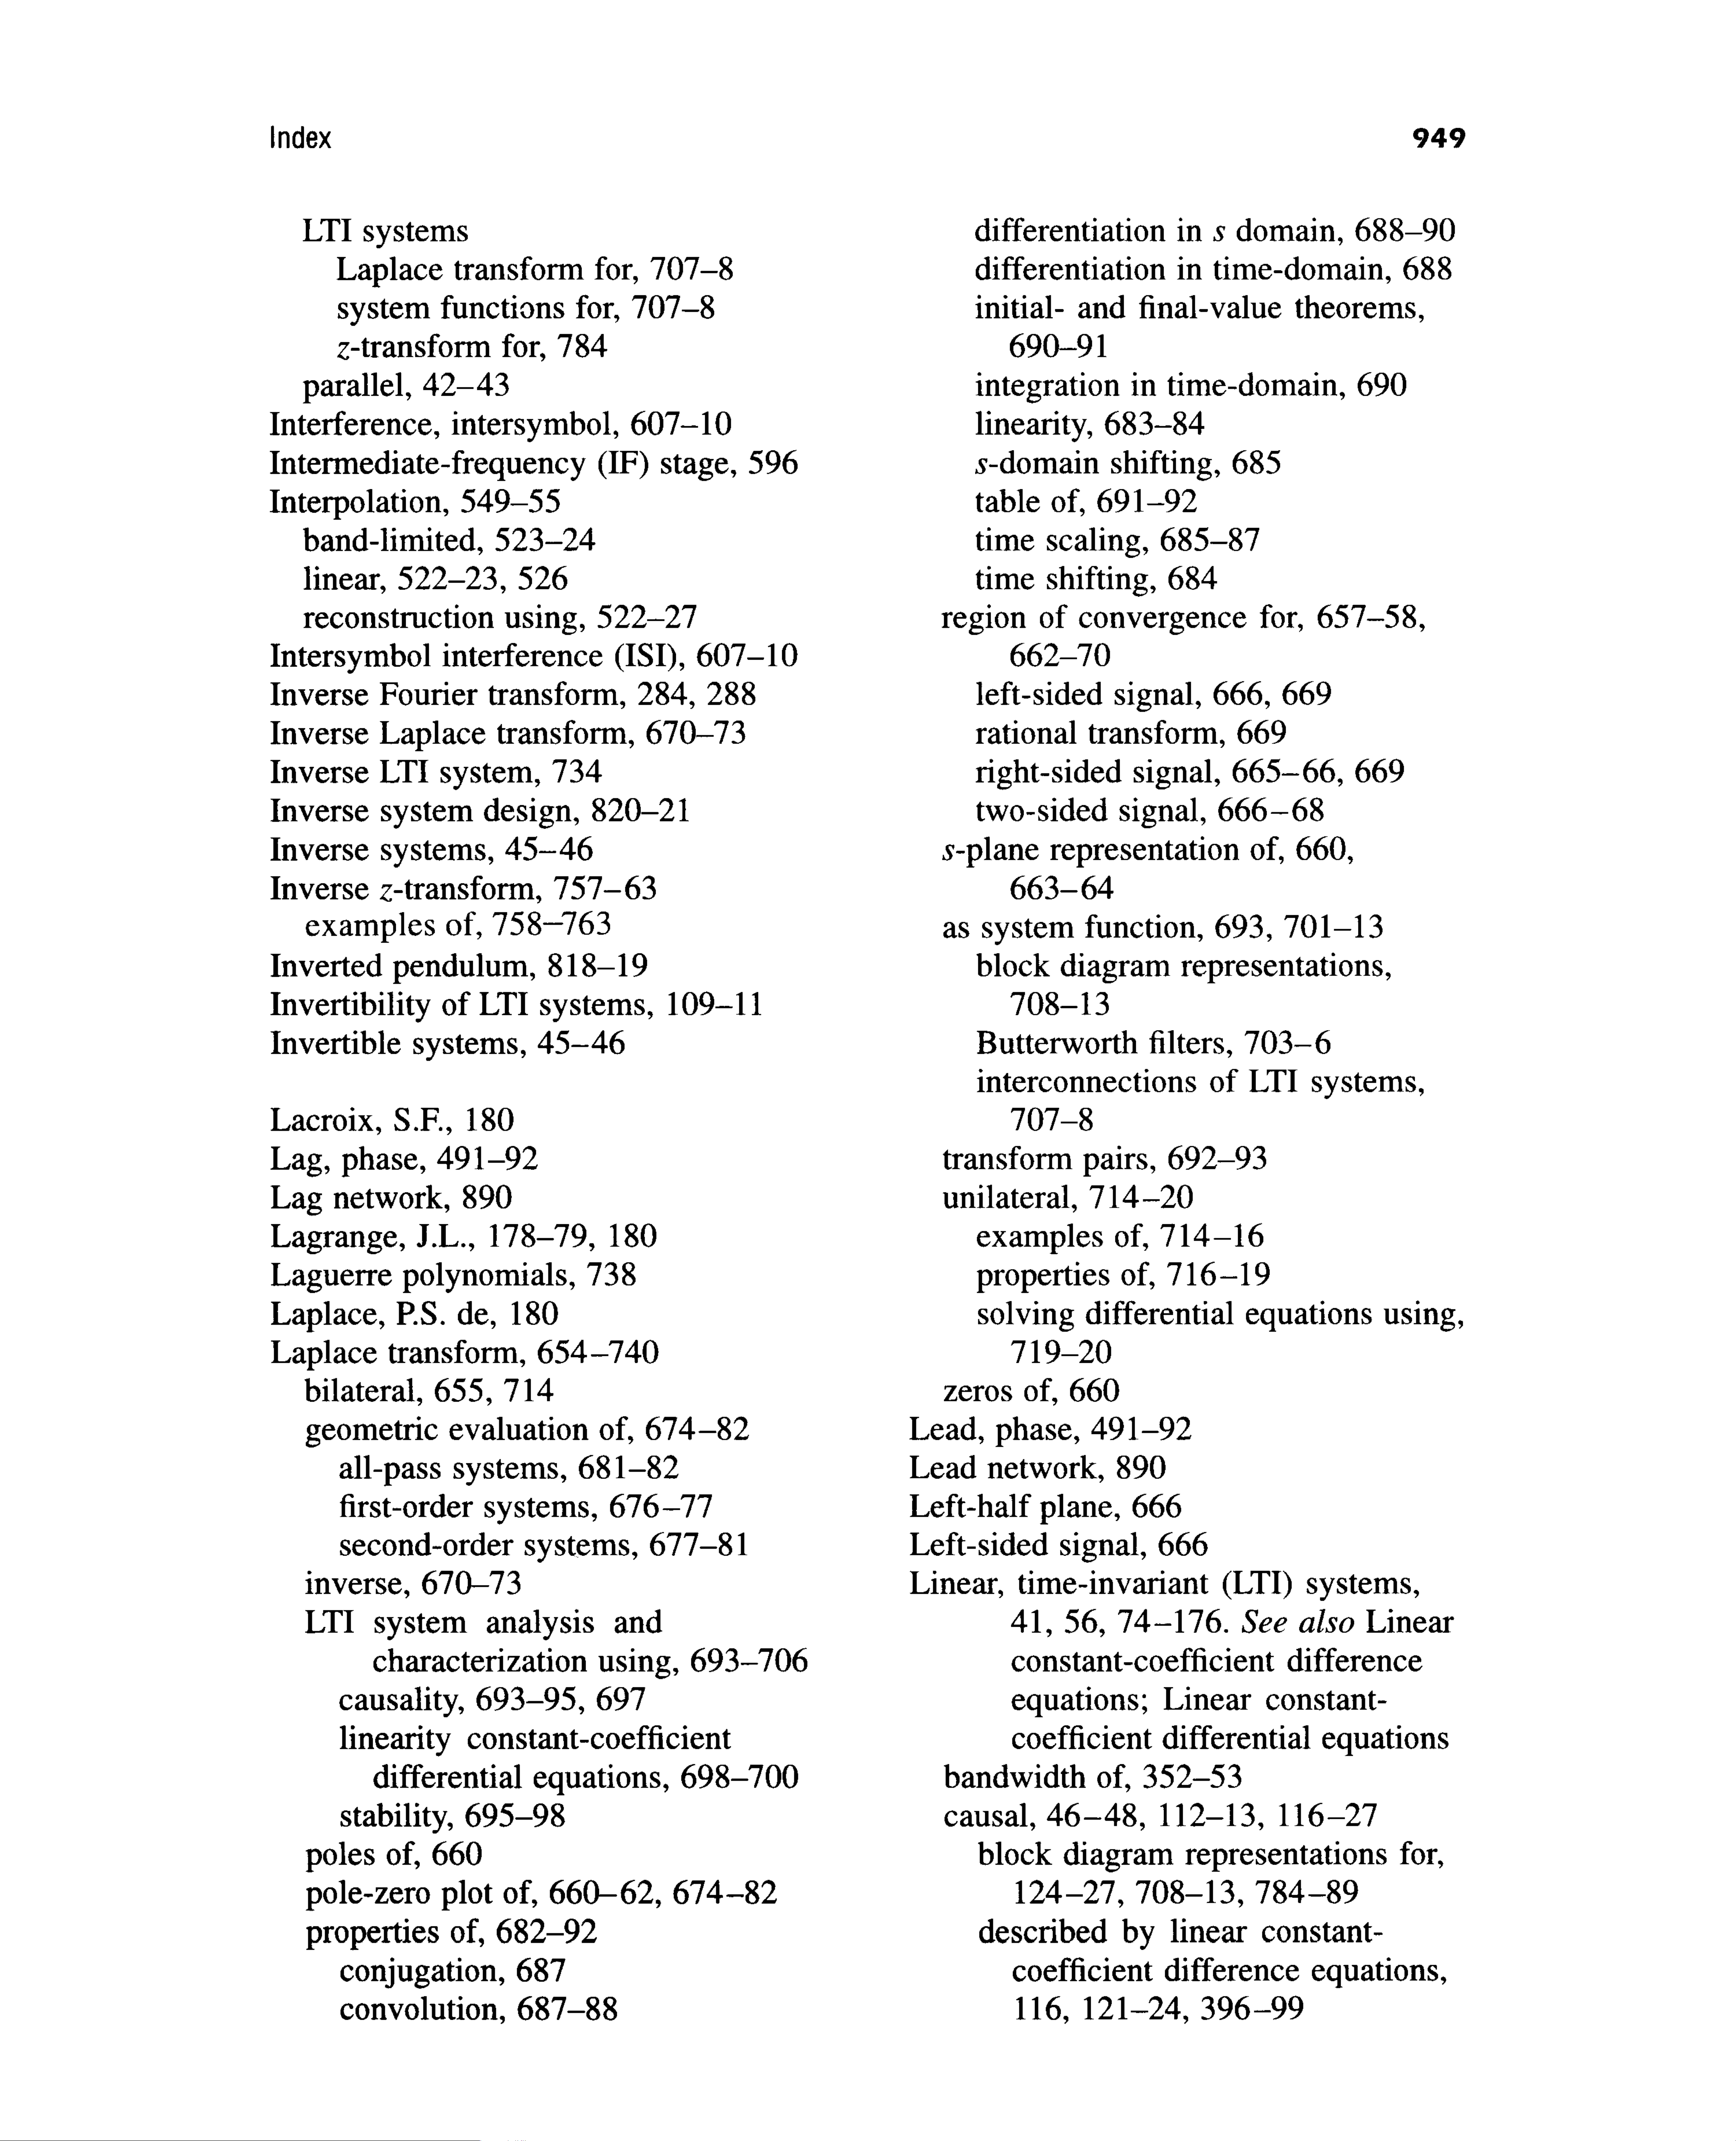 Index
949
LTI systems
Laplace transform for, 707–8
system functions for, 707–8
z-transform for, 784
parallel, 42–43
Interference, intersymbol, 607–10
Intermediate-frequency (IF) stage, 596
Interpolation, 549–55
band-limited, 523–24
linear, 522–23, 526
reconstruction using, 522–27
Intersymbol interference (ISI), 607–10
Inverse Fourier transform, 284, 288
Inverse Laplace transform, 670–73
Inverse LTI system, 734
Inverse system design, 820–21
Inverse systems, 45–46
Inverse z-transform, 757–63
examples of, 758–763
Inverted pendulum, 818–19
Invertibility of LTI systems, 109–11
Invertible systems, 45–46
Lacroix, S.F., 180
Lag, phase, 491–92
Lag network, 890
Lagrange, J.L., 178–79, 180
Laguerre polynomials, 738
Laplace, P.S. de, 180
Laplace transform, 654–740
bilateral, 655, 714
geometric evaluation of, 674–82
all-pass systems, 681–82
first-order systems, 676–77
second-order systems, 677–81
inverse, 670–73
LTI system analysis and
characterization using, 693–706
causality, 693–95, 697
linearity constant-coefficient
differential equations, 698–700
stability, 695–98
poles of, 660
pole-zero plot of, 660–62, 674–82
properties of, 682–92
conjugation, 687
convolution, 687–88
differentiation in s domain, 688–90
differentiation in time-domain, 688
initial- and final-value theorems,
690–91
integration in time-domain, 690
linearity, 683–84
s-domain shifting, 685
table of, 691–92
time scaling, 685–87
time shifting, 684
region of convergence for, 657–58,
662–70
left-sided signal, 666, 669
rational transform, 669
right-sided signal, 665–66, 669
two-sided signal, 666–68
s-plane representation of, 660,
663–64
as system function, 693, 701–13
block diagram representations,
708–13
Butterworth filters, 703–6
interconnections of LTI systems,
707–8
transform pairs, 692–93
unilateral, 714–20
examples of, 714–16
properties of, 716–19
solving differential equations using,
719–20
zeros of, 660
Lead, phase, 491–92
Lead network, 890
Left-half plane, 666
Left-sided signal, 666
Linear, time-invariant (LTI) systems,
41, 56, 74–176. See also Linear
constant-coefficient difference
equations; Linear constant-
coefficient differential equations
bandwidth of, 352–53
causal, 46–48, 112–13, 116–27
block diagram representations for,
124–27, 708–13, 784–89
described by linear constant-
coefficient difference equations,
116, 121–24, 396–99